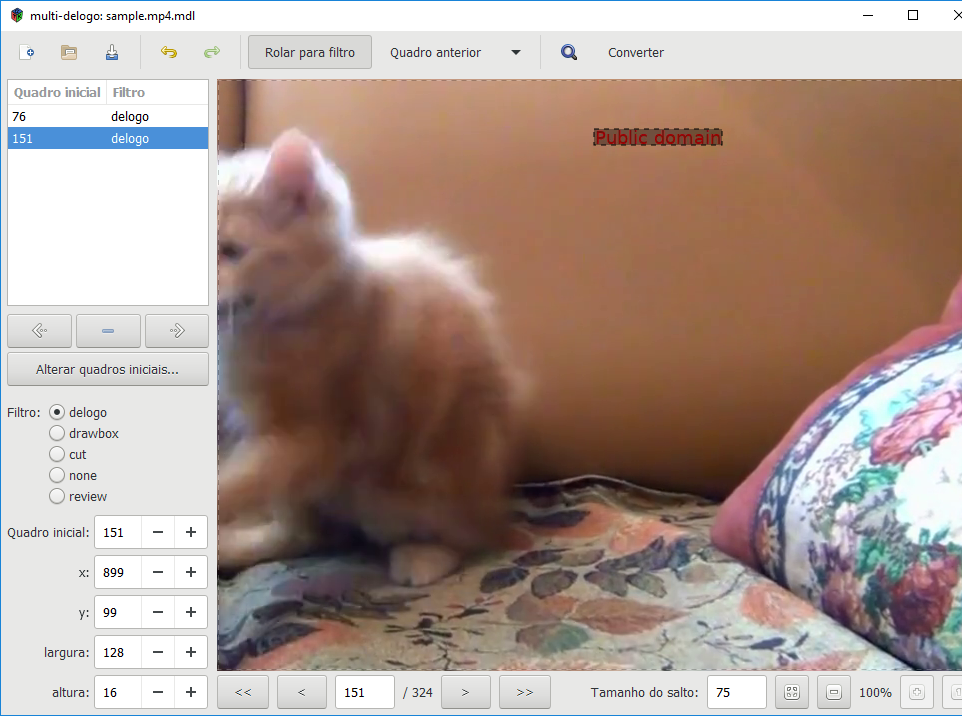 multi-delogo: sample.mp4.mdl
Rolar para filtro
Quadro anterior
Converter
Quadro inicial Filtro
76 delogo
151 delogo
Public domain
Alterar quadros iniciais...
Filtro: delogo
drawbox
cut
none
review
Quadro inicial: 151 − +
x: 899 − +
y: 99 − +
largura: 128 − +
altura: 16 − +
<< < 151 / 324 > >> Tamanho do salto: 75 100%